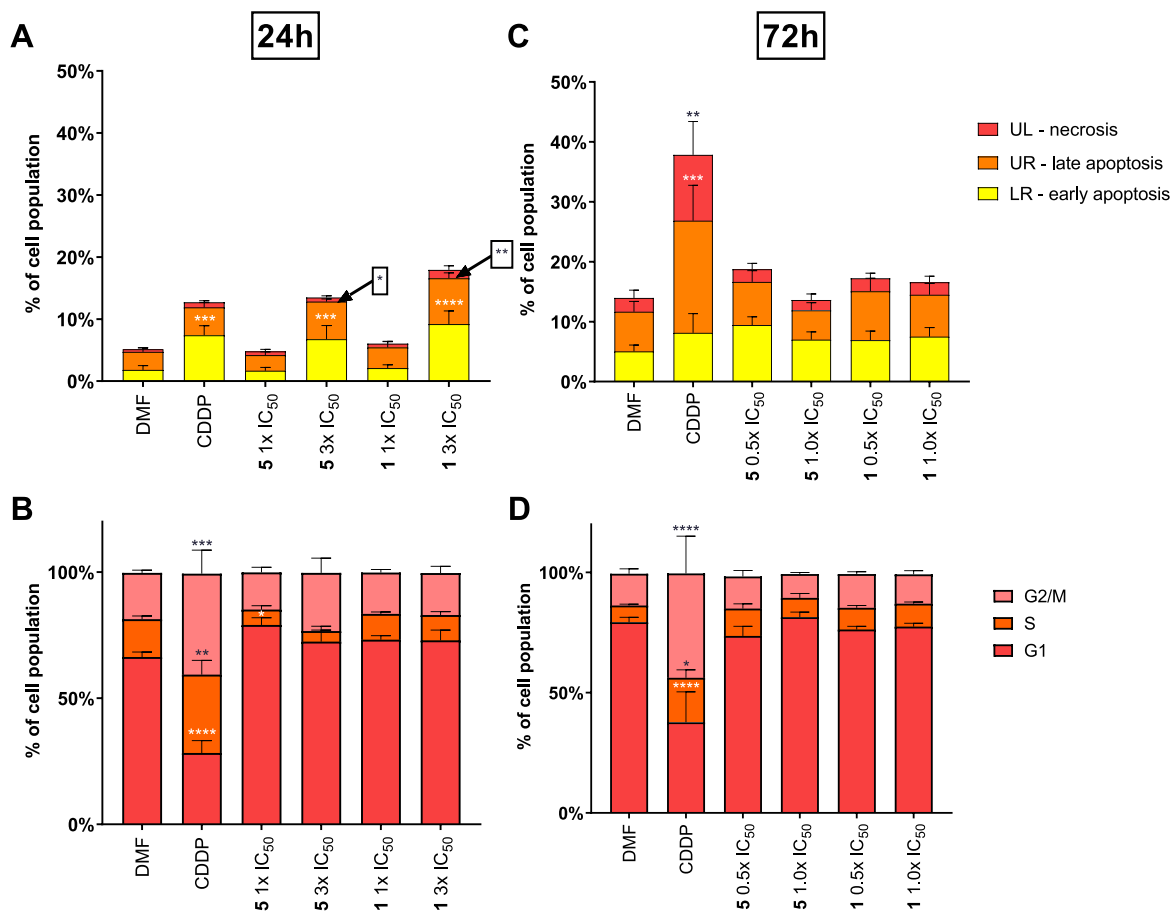 A
24h
% of cell population
50%
40%
30%
20%
10%
0%
***
***
*
****
**
DMF
CDDP
5 1x IC50
5 3x IC50
1 1x IC50
1 3x IC50
C
72h
% of cell population
50%
40%
30%
20%
10%
0%
**
***
DMF
CDDP
5 0.5x IC50
5 1.0x IC50
1 0.5x IC50
1 1.0x IC50
UL - necrosis
UR - late apoptosis
LR - early apoptosis
B
% of cell population
100%
50%
0%
***
**
****
*
DMF
CDDP
5 1x IC50
5 3x IC50
1 1x IC50
1 3x IC50
D
% of cell population
100%
50%
0%
****
*
****
DMF
CDDP
5 0.5x IC50
5 1.0x IC50
1 0.5x IC50
1 1.0x IC50
G2/M
S
G1